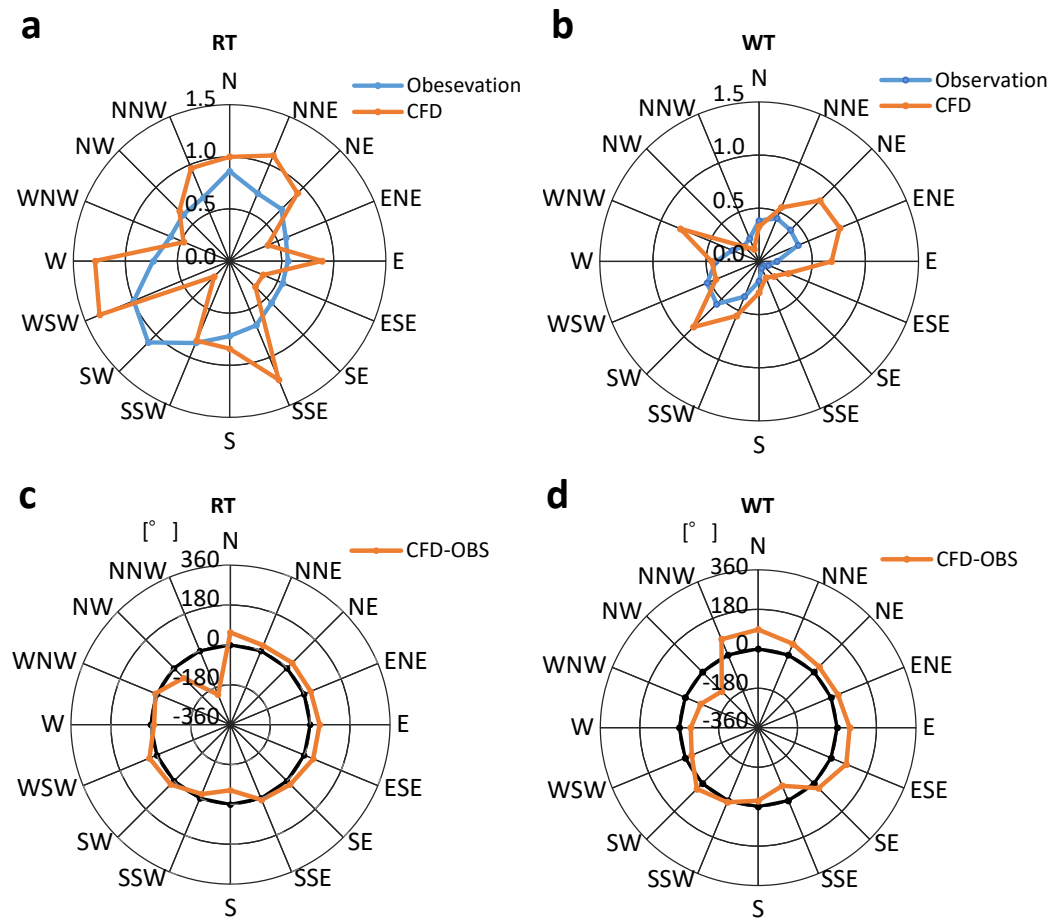 a
RT
N
Obesevation
CFD
1.5
1.0
0.5
0.0
NNE
NE
ENE
E
ESE
SE
SSE
S
SSW
SW
WSW
W
WNW
NW
NNW
b
WT
N
Observation
CFD
1.5
1.0
0.5
0.0
NNE
NE
ENE
E
ESE
SE
SSE
S
SSW
SW
WSW
W
WNW
NW
NNW
c
RT
[° ]
N
CFD-OBS
360
180
0
-180
-360
NNE
NE
ENE
E
ESE
SE
SSE
S
SSW
SW
WSW
W
WNW
NW
NNW
d
WT
[° ]
N
CFD-OBS
360
180
0
-180
-360
NNE
NE
ENE
E
ESE
SE
SSE
S
SSW
SW
WSW
W
WNW
NW
NNW